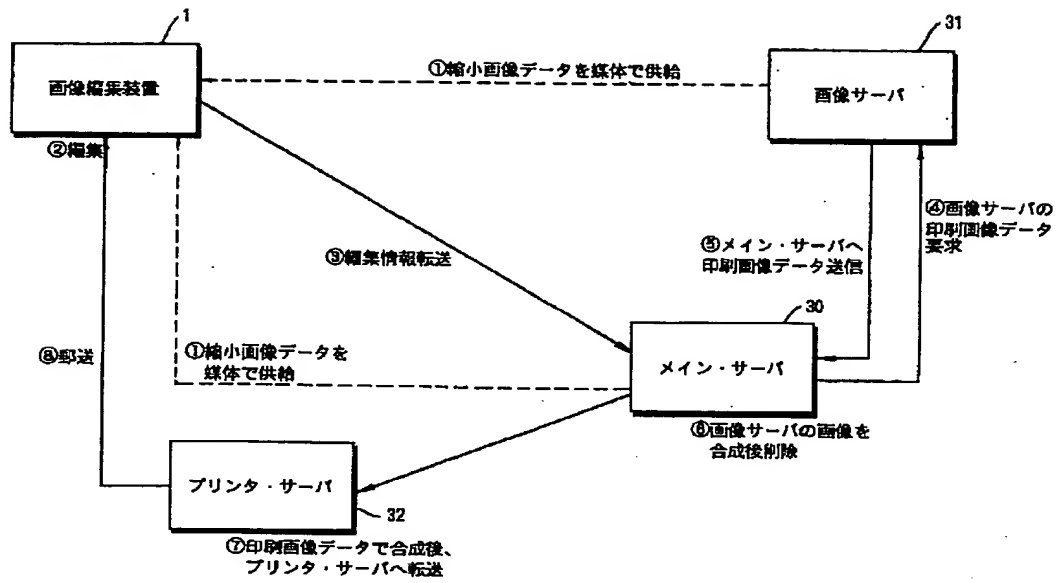 1
画像編集装置
②編集
①縮小画像データを媒体で供給
31
画像サーバ
④画像サーバの
印刷画像データ
要求
⑤メイン・サーバへ
印刷画像データ送信
③編集情報転送
30
メイン・サーバ
⑥画像サーバの画像を
合成後削除
①縮小画像データを
媒体で供給
⑧郵送
プリンタ・サーバ
32
⑦印刷画像データで合成後、
プリンタ・サーバへ転送